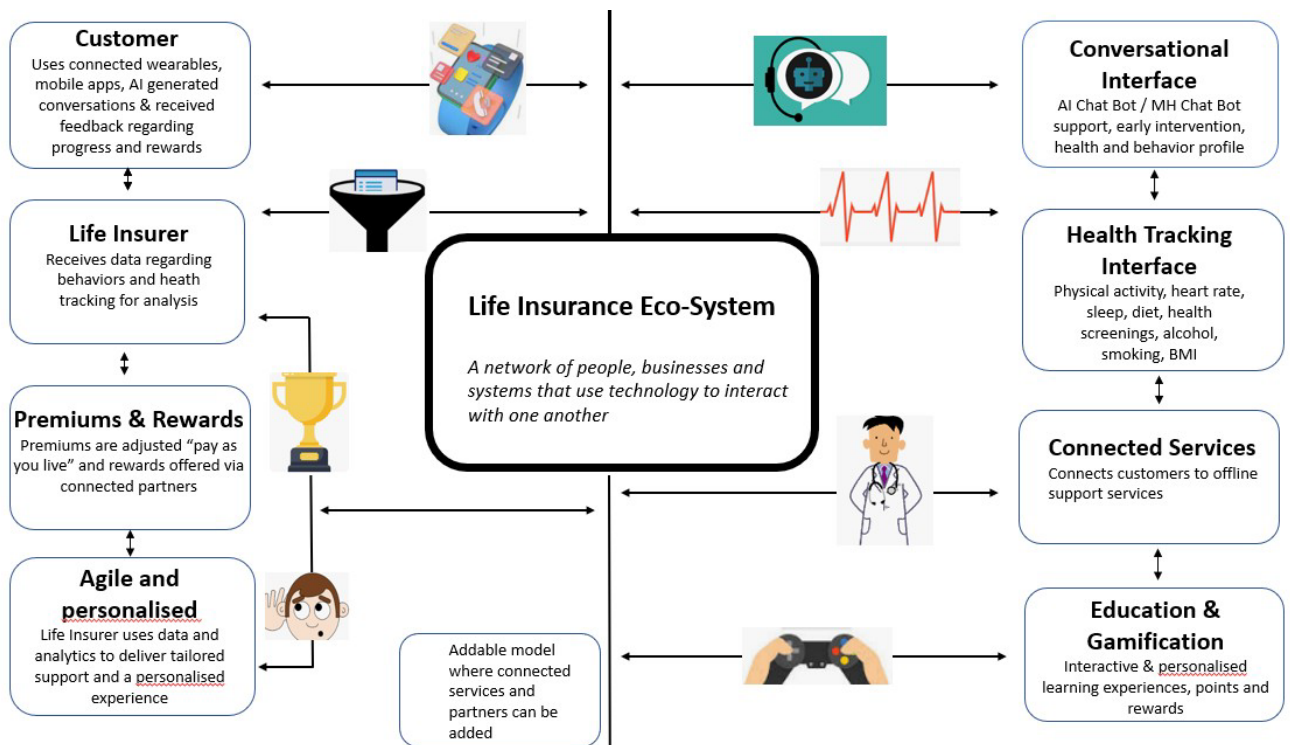 Customer
Uses connected wearables,
mobile apps, AI generated
conversations & received
feedback regarding
progress and rewards
Life Insurer
Receives data regarding
behaviors and heath
tracking for analysis
Premiums & Rewards
Premiums are adjusted “pay as
you live” and rewards offered via
connected partners
Agile and
personalised
Life Insurer uses data and
analytics to deliver tailored
support and a personalised
experience
Life Insurance Eco-System
A network of people, businesses and
systems that use technology to interact
with one another
Addable model
where connected
services and
partners can be
added
Conversational
Interface
AI Chat Bot / MH Chat Bot
support, early intervention,
health and behavior profile
Health Tracking
Interface
Physical activity, heart rate,
sleep, diet, health
screenings, alcohol,
smoking, BMI
Connected Services
Connects customers to offline
support services
Education &
Gamification
Interactive & personalised
learning experiences, points and
rewards